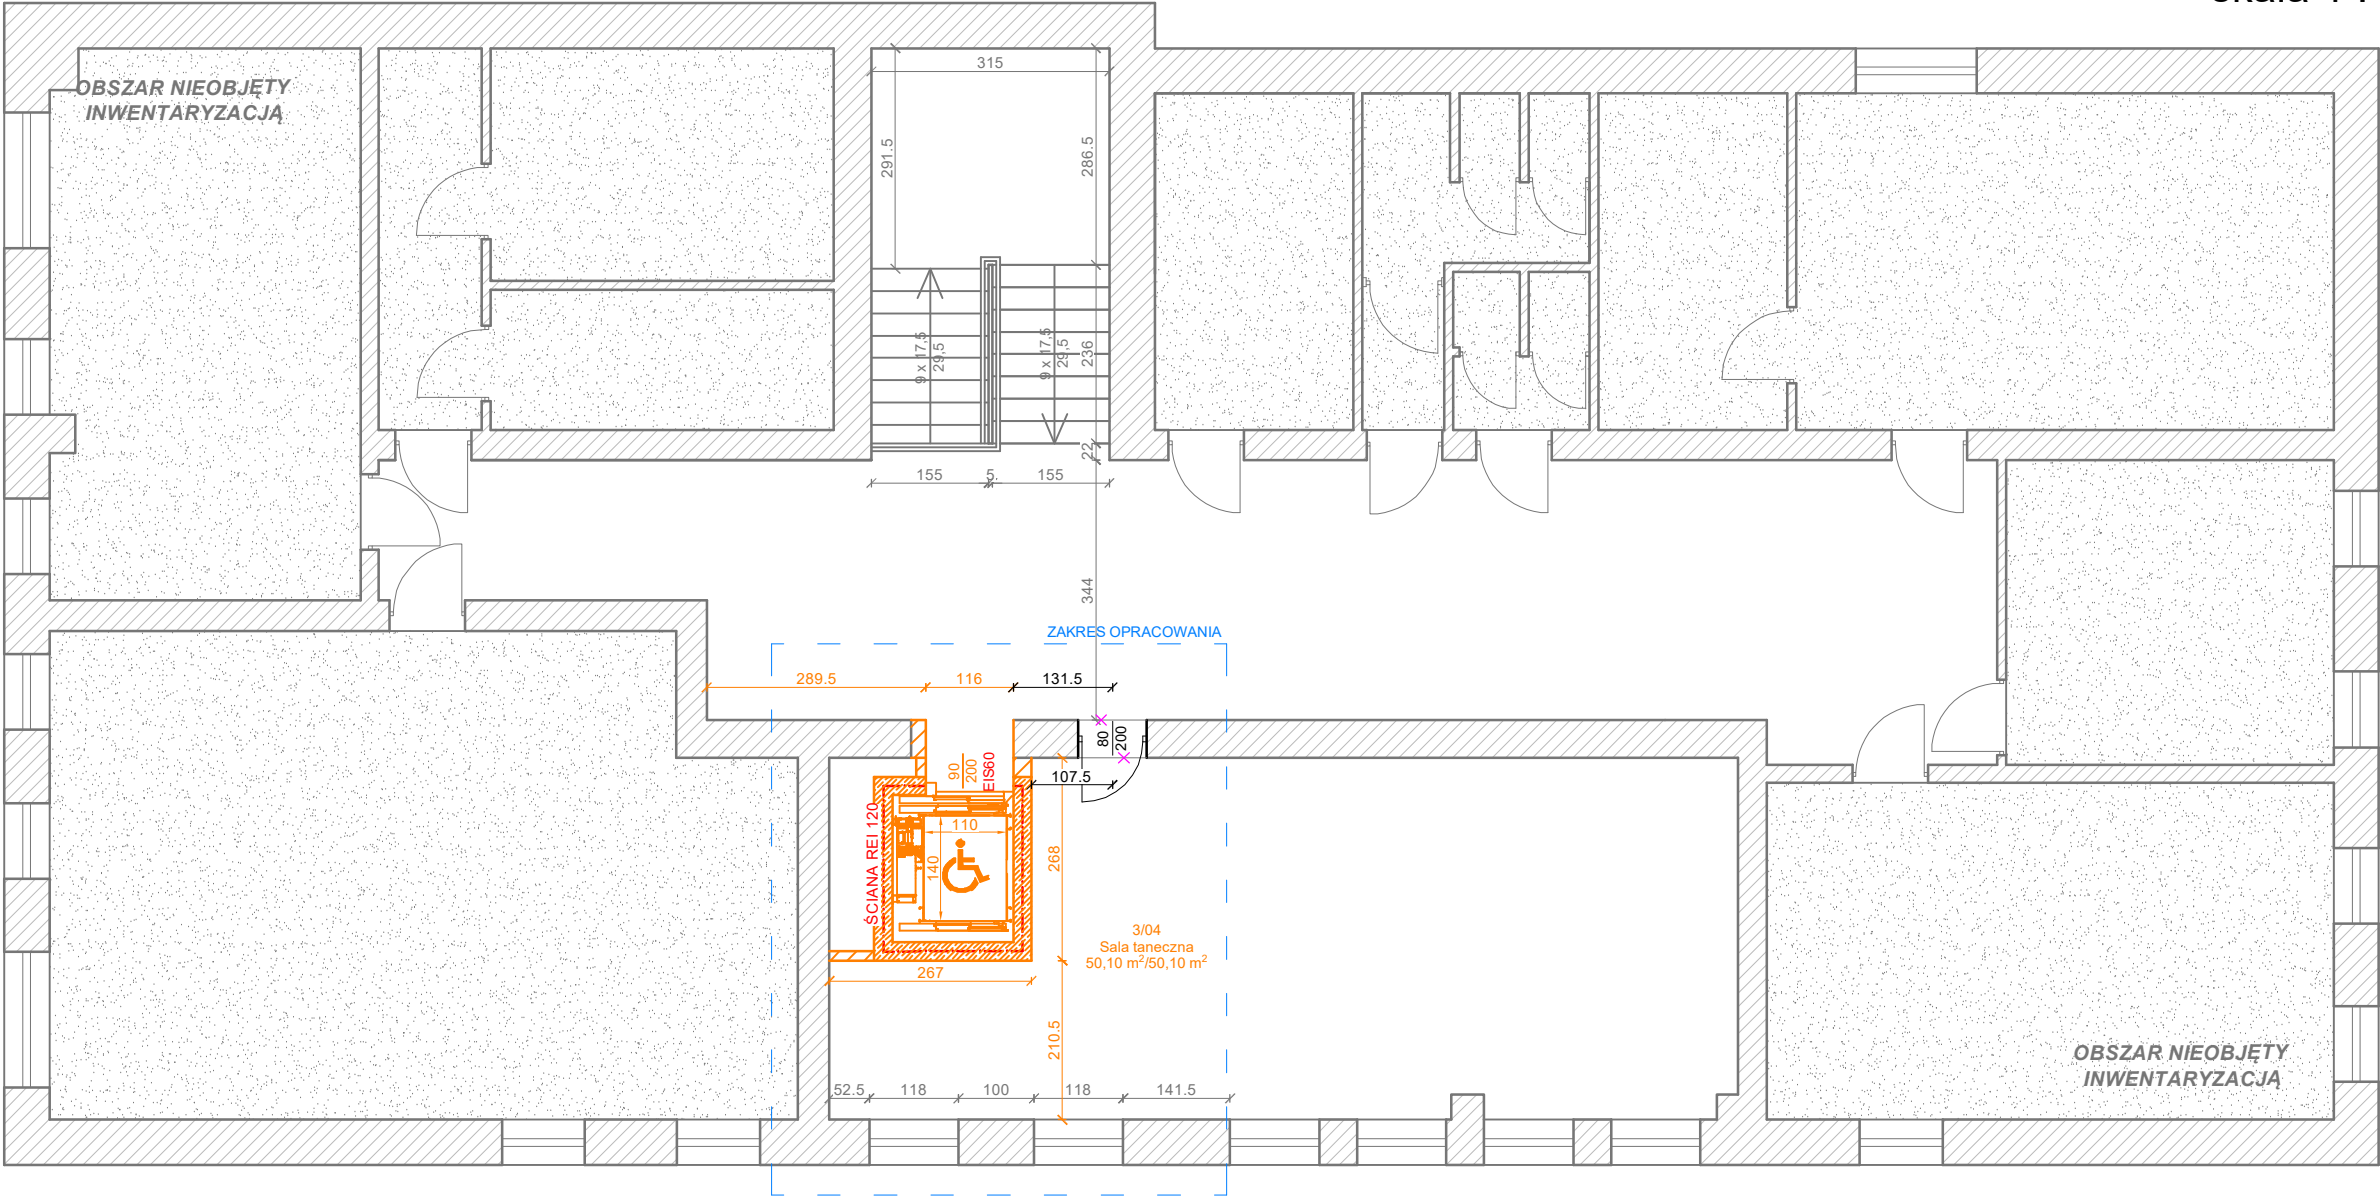 OBSZAR NIEOBJĘTY
INWENTARYZACJĄ
315
291.5
286.5
9 x 17,5
29,5
9 x 17,5
29,5
236
22
155
5.
155
344
ZAKRES OPRACOWANIA
289.5
116
131.5
80
200
90
200
EIS60
107.5
ŚCIANA REI 120
110
140
268
3/04
Sala taneczna
50,10 m²/50,10 m²
267
210.5
52.5
118
100
118
141.5
OBSZAR NIEOBJĘTY
INWENTARYZACJĄ